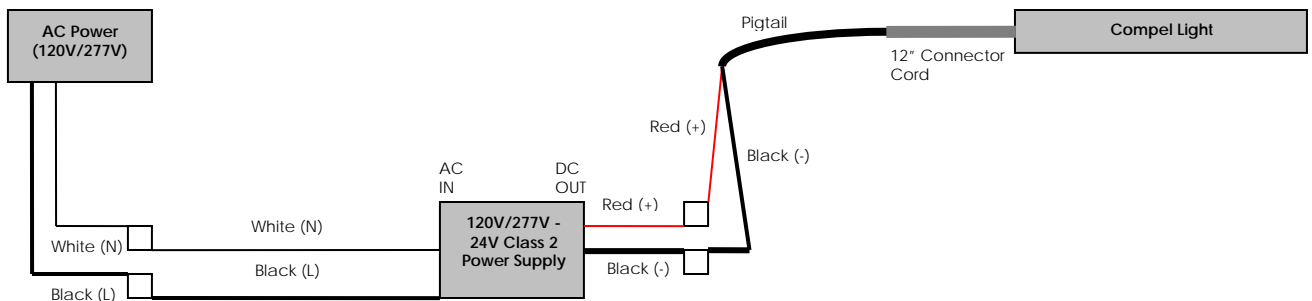 AC Power
(120V/277V)
Pigtail
Compel Light
12" Connector
Cord
Red (+)
Black (-)
AC
IN
DC
OUT
Red (+)
White (N)
120V/277V -
24V Class 2
Power Supply
White (N)
Black (L)
Black (-)
Black (L)